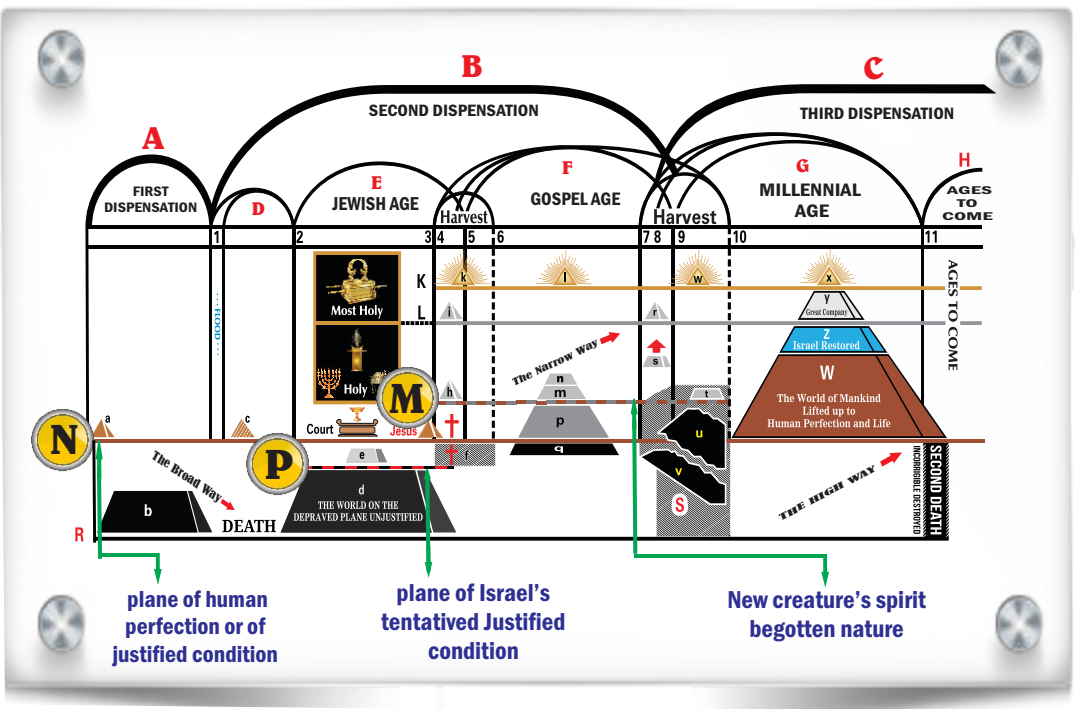 B
C
SECOND DISPENSATION
THIRD DISPENSATION
A
FIRST
DISPENSATION
D
E
JEWISH AGE
Harvest
F
GOSPEL AGE
Harvest
G
MILLENNIAL
AGE
H
AGES
TO
COME
1
2
3
4
5
6
7
8
9
10
11
FLOOD
Most Holy
Holy
K
L
k
l
w
x
y
Great Company
i
r
s
Z
Israel Restored
The Narrow Way
AGES TO COME
W
The World of Mankind
Lifted up to
Human Perfection and Life
h
n
m
p
q
t
u
v
S
M
N
a
c
Court
Jesus
P
e
f
d
THE WORLD ON THE
DEPRAVED PLANE UNJUSTIFIED
The Broad Way
b
DEATH
R
THE HIGH WAY
INCORRIGIBLE DESTROYED
SECOND DEATH
plane of human
perfection or of
justified condition
plane of Israel's
tentatived Justified
condition
New creature's spirit
begotten nature